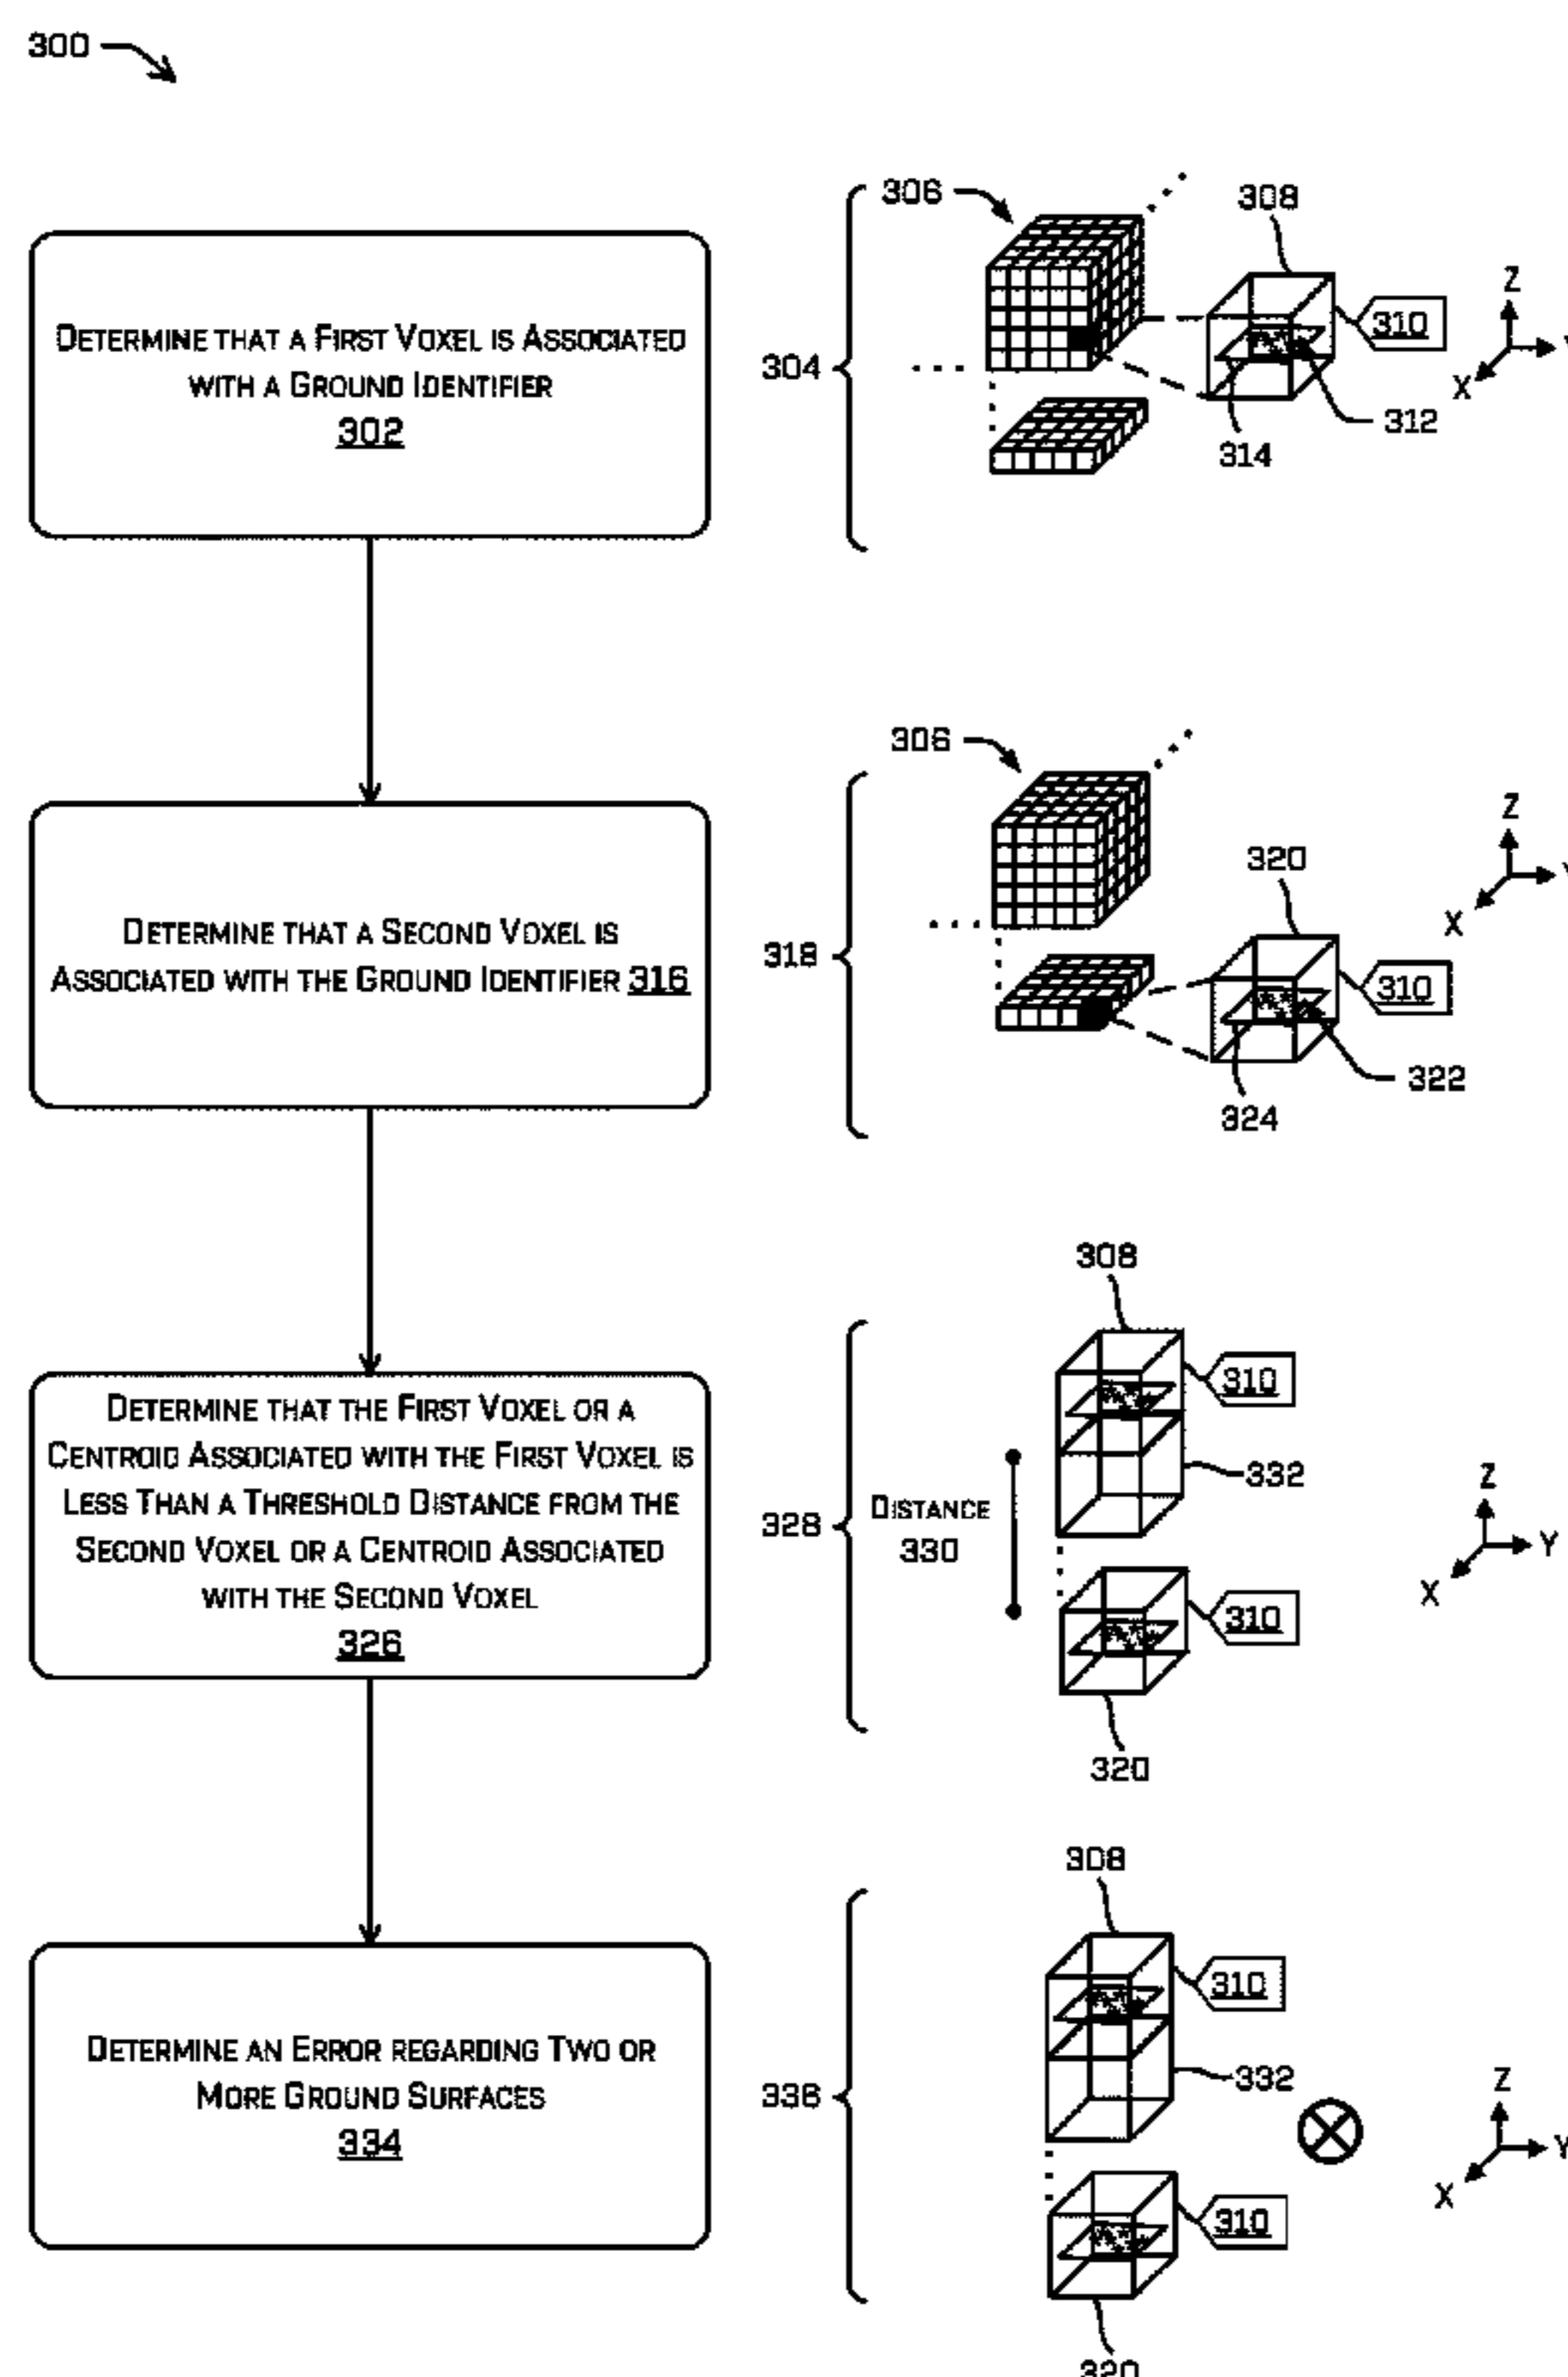 300
DETERMINE THAT A FIRST VOXEL IS ASSOCIATED
WITH A GROUND IDENTIFIER
302
304
306
308
310
312
314
Z
X
DETERMINE THAT A SECOND VOXEL IS
ASSOCIATED WITH THE GROUND IDENTIFIER 316
318
306
320
310
322
324
Z
X
DETERMINE THAT THE FIRST VOXEL OR A
CENTROID ASSOCIATED WITH THE FIRST VOXEL IS
LESS THAN A THRESHOLD DISTANCE FROM THE
SECOND VOXEL OR A CENTROID ASSOCIATED
WITH THE SECOND VOXEL
326
328
DISTANCE
330
308
310
332
310
320
Z
Y
X
DETERMINE AN ERROR REGARDING TWO OR
MORE GROUND SURFACES
334
336
308
310
332
310
320
Z
Y
X